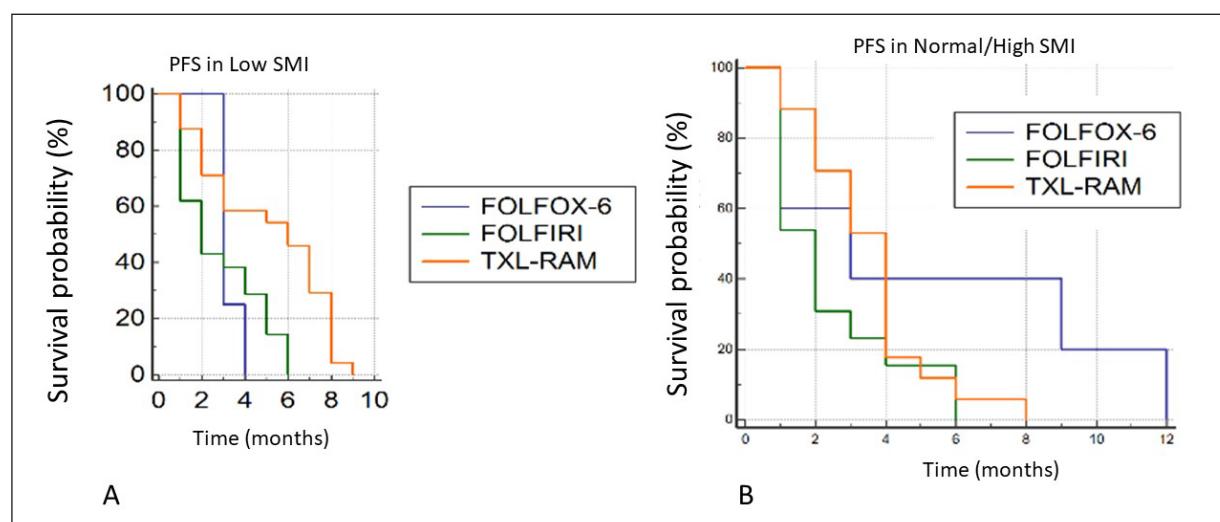 PFS in Low SMI
Survival probability (%)
100
80
60
40
20
0
0 2 4 6 8 10
Time (months)
FOLFOX-6
FOLFIRI
TXL-RAM
A
PFS in Normal/High SMI
Survival probability (%)
100
80
60
40
20
0
0 2 4 6 8 10 12
Time (months)
FOLFOX-6
FOLFIRI
TXL-RAM
B